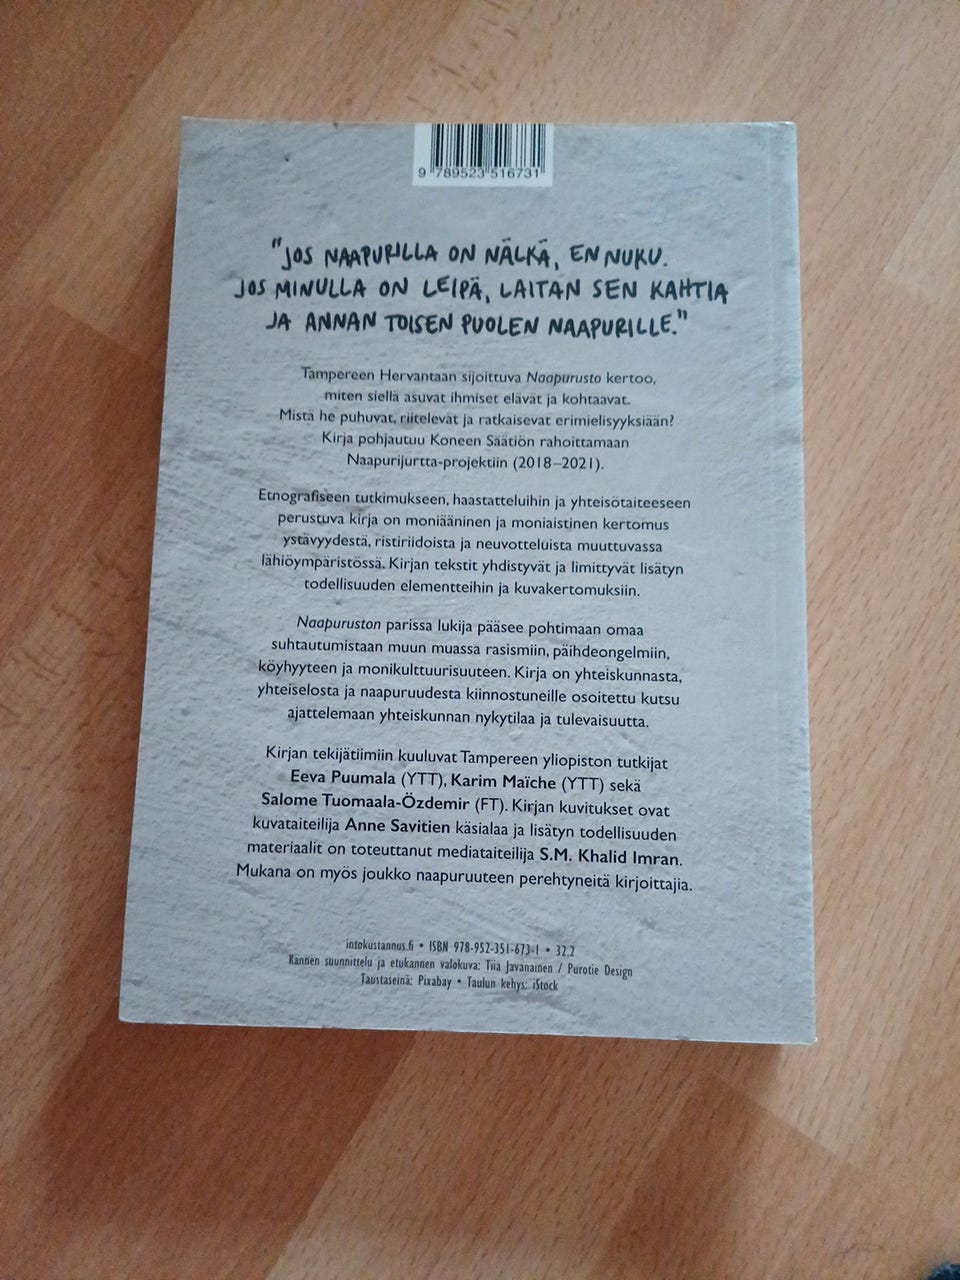 9 789523 516731
"JOS NAAPURILLA ON NÄLKÄ, EN NUKU.
JOS MINULLA ON LEIPÄ, LAITAN SEN KAHTIA
JA ANNAN TOISEN PUOLEN NAAPURILLE."
Tampereen Hervantaan sijoittuva Naapurusto kertoo,
miten siellä asuvat ihmiset elävät ja kohtaavat.
Mistä he puhuvat, riitelevät ja ratkaisevat erimielisyyksiään?
Kirja pohjautuu Koneen Säätiön rahoittamaan
Naapurijurtta-projektiin (2018–2021).
Etnografiseen tutkimukseen, haastatteluihin ja yhteisötaiteeseen
perustuva kirja on moniääninen ja moniaistinen kertomus
ystävyydestä, ristiriidoista ja neuvotteluista muuttuvassa
lähiöympäristössä. Kirjan tekstit yhdistyvät ja limittyvät lisätyn
todellisuuden elementteihin ja kuvakertomuksiin.
Naapuruston parissa lukija pääsee pohtimaan omaa
suhtautumistaan muun muassa rasismiin, päihdeongelmiin,
köyhyyteen ja monikulttuurisuuteen. Kirja on yhteiskunnasta,
yhteiselosta ja naapuruudesta kiinnostuneille osoitettu kutsu
ajattelemaan yhteiskunnan nykytilaa ja tulevaisuutta.
Kirjan tekijätiimiin kuuluvat Tampereen yliopiston tutkijat
Eeva Puumala (YTT), Karim Maïche (YTT) sekä
Salome Tuomaala-Özdemir (FT). Kirjan kuvitukset ovat
kuvataiteilija Anne Savitien käsialaa ja lisätyn todellisuuden
materiaalit on toteuttanut mediataiteilija S.M. Khalid Imran.
Mukana on myös joukko naapuruuteen perehtyneitä kirjoittajia.
intokustannus.fi • ISBN 978-952-351-673-1 • 32.2
Kannen suunnittelu ja etukannen valokuva: Tiia Javanainen / Purotie Design
Taustaseinä: Pixabay • Taulun kehys: iStock